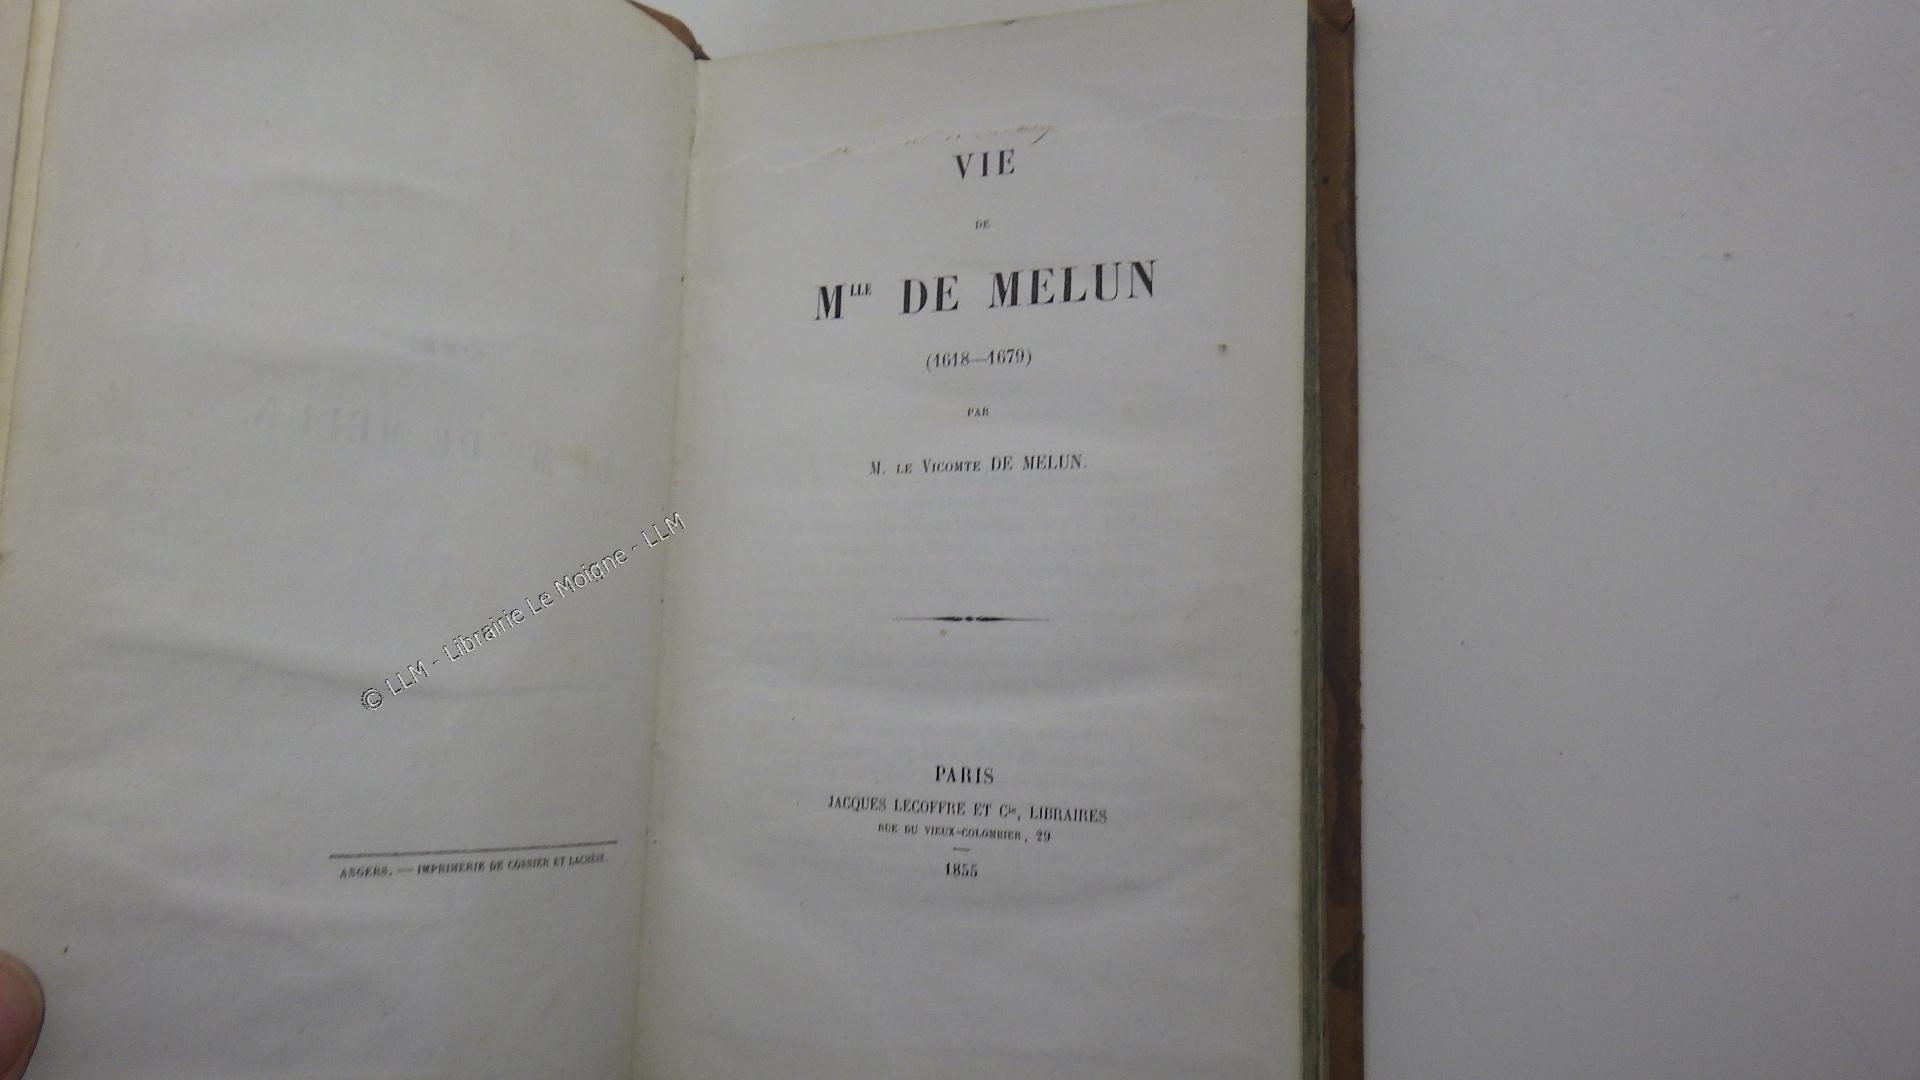 ANGERS. — IMPRIMERIE DE COSNIER ET LACHÈSE.
© LLM - Librairie Le Moigne - LLM
VIE
DE
MLLE DE MELUN
(1618—1679)
PAR
M. LE VICOMTE DE MELUN.
PARIS
JACQUES LECOFFRE ET Cie, LIBRAIRES
RUE DU VIEUX-COLOMBIER, 29
1855